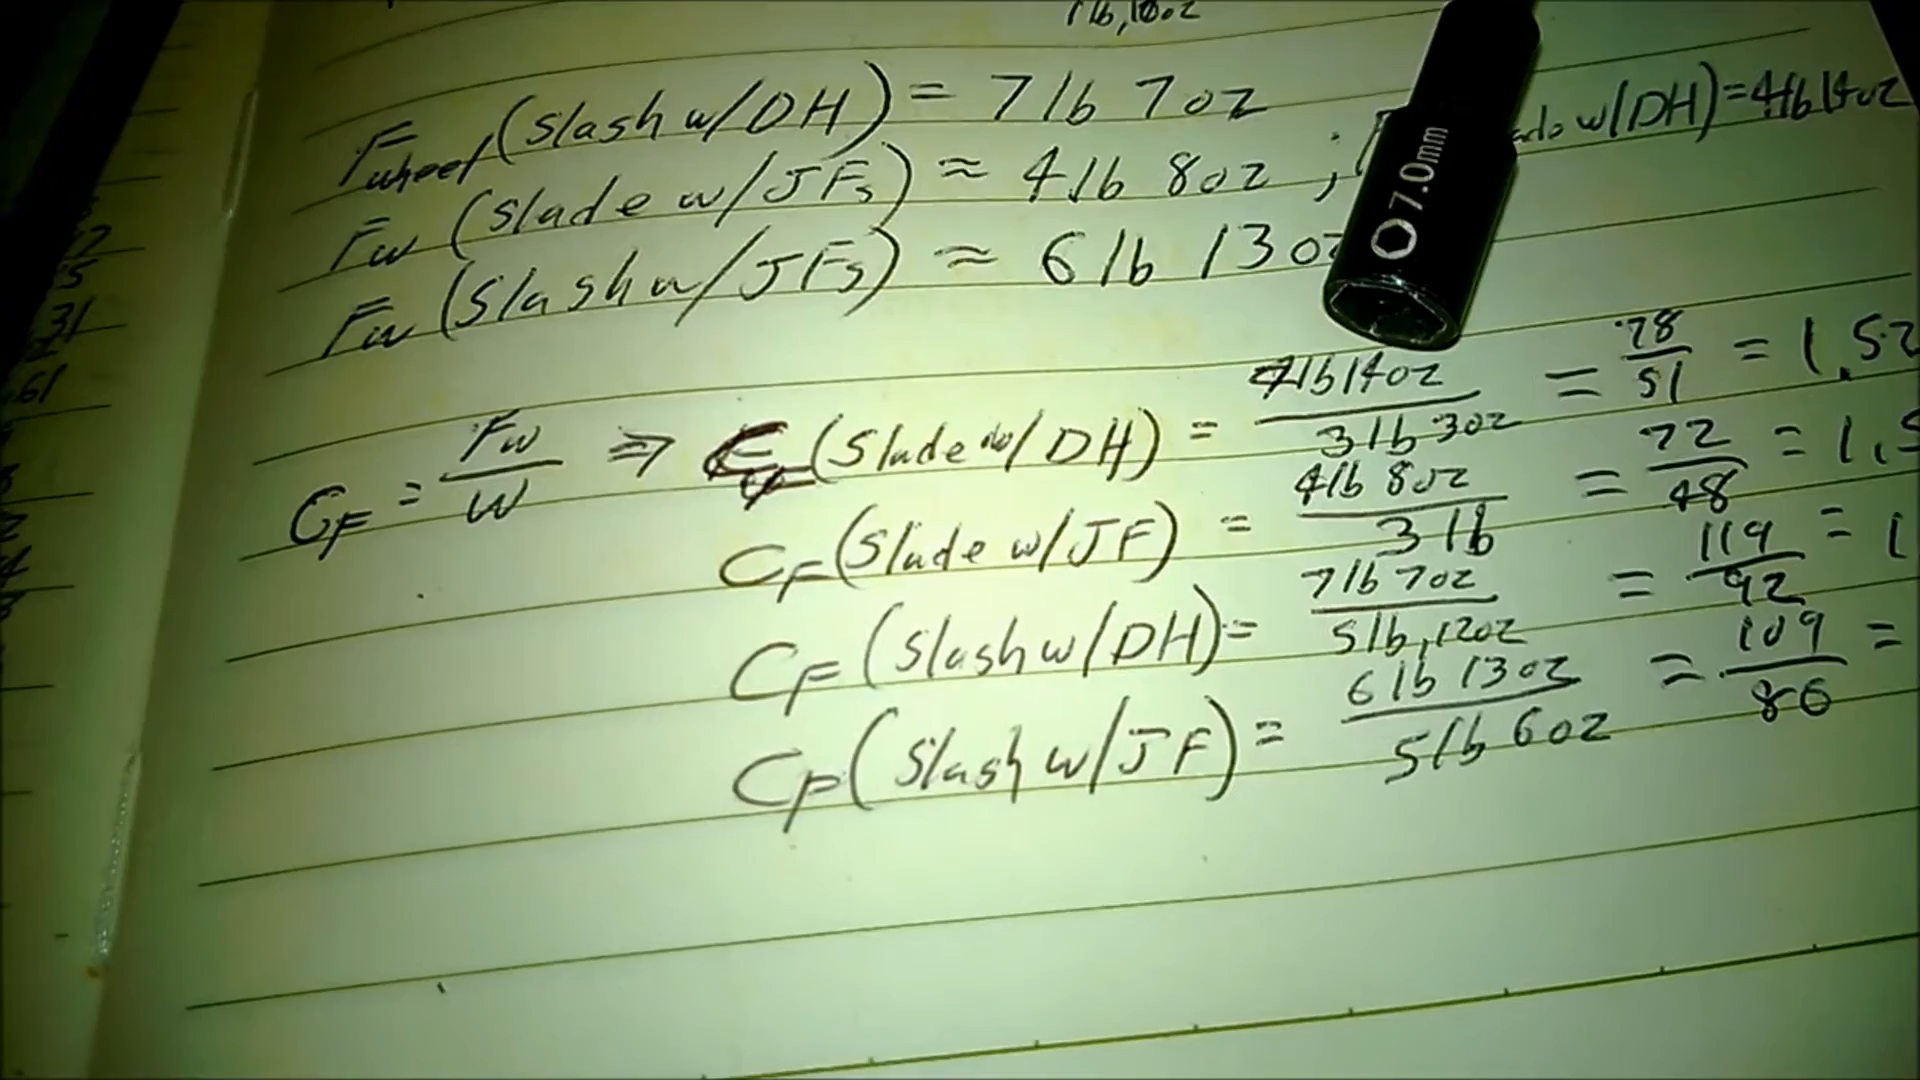 1lb,10oz
Fwheel (Slash w/DH) = 7lb 7oz
Fw (Slade w/JFs) ≈ 4lb 8oz ; w/DH)=4lb14oz
Fw (Slash w/JFs) ≈ 6lb 13oz
7.0mm
CF = Fw/W ⇒ CF (Slade w/DH) = 4lb14oz/3lb 3oz = 78/51 = 1.52
CF (Slade w/JF) = 4lb 8oz/3lb = 72/48 = 1.5
CF (Slash w/DH) = 7lb 7oz/5lb,12oz = 119/92 = 1
CF (Slash w/JF) = 6lb 13oz/5lb 6oz = 109/86 =